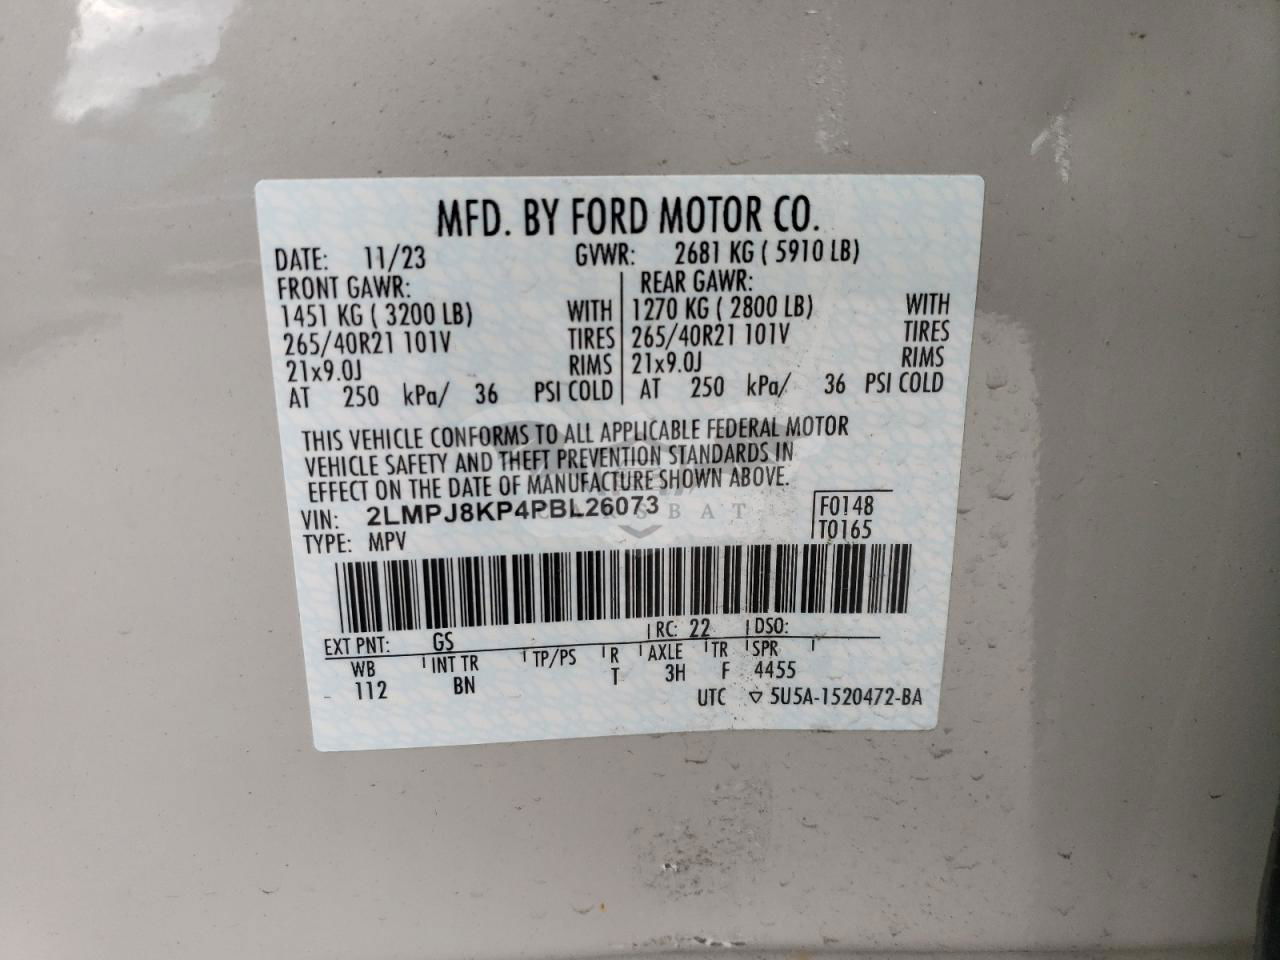 MFD. BY FORD MOTOR CO.
DATE: 11/23 GVWR: 2681 KG ( 5910 LB)
FRONT GAWR: REAR GAWR:
1451 KG ( 3200 LB) WITH 1270 KG ( 2800 LB) WITH
265/40R21 101V TIRES 265/40R21 101V TIRES
21x9.0J RIMS 21x9.0J RIMS
AT 250 kPa/ 36 PSI COLD AT 250 kPa/ 36 PSI COLD
THIS VEHICLE CONFORMS TO ALL APPLICABLE FEDERAL MOTOR
VEHICLE SAFETY AND THEFT PREVENTION STANDARDS IN
EFFECT ON THE DATE OF MANUFACTURE SHOWN ABOVE.
VIN: 2LMPJ8KP4PBL26073 F0148
TYPE: MPV T0165
EXT PNT: GS RC: 22 DSO:
WB INT TR TP/PS R AXLE TR SPR
112 BN T 3H F 4455
UTC 5U5A-1520472-BA